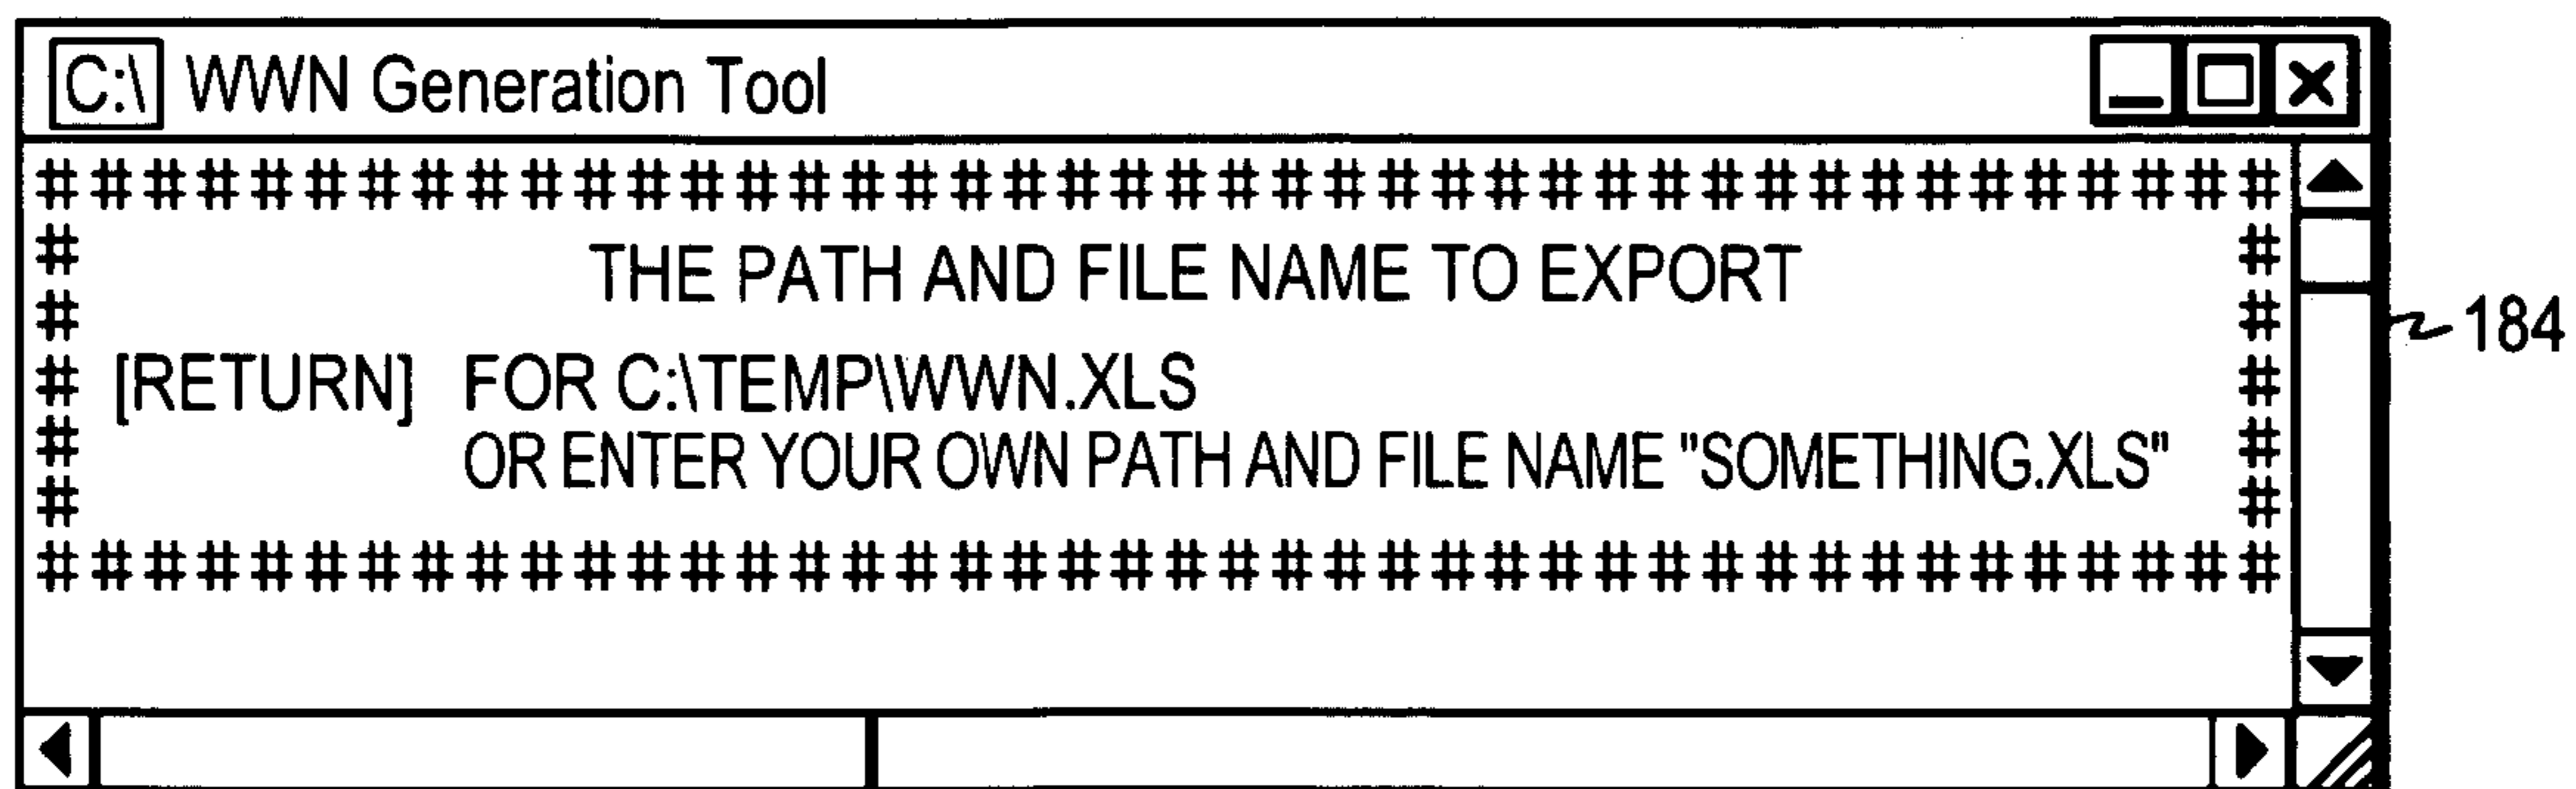 C:\ WWN Generation Tool
# # # # # # # # # # # # # # # # # # # # # # # # # # # # # # # # # # # # # # # # # #
# THE PATH AND FILE NAME TO EXPORT #
# #
# [RETURN] FOR C:\TEMP\WWN.XLS #
# OR ENTER YOUR OWN PATH AND FILE NAME "SOMETHING.XLS" #
# #
# # # # # # # # # # # # # # # # # # # # # # # # # # # # # # # # # # # # # # # # # #
184